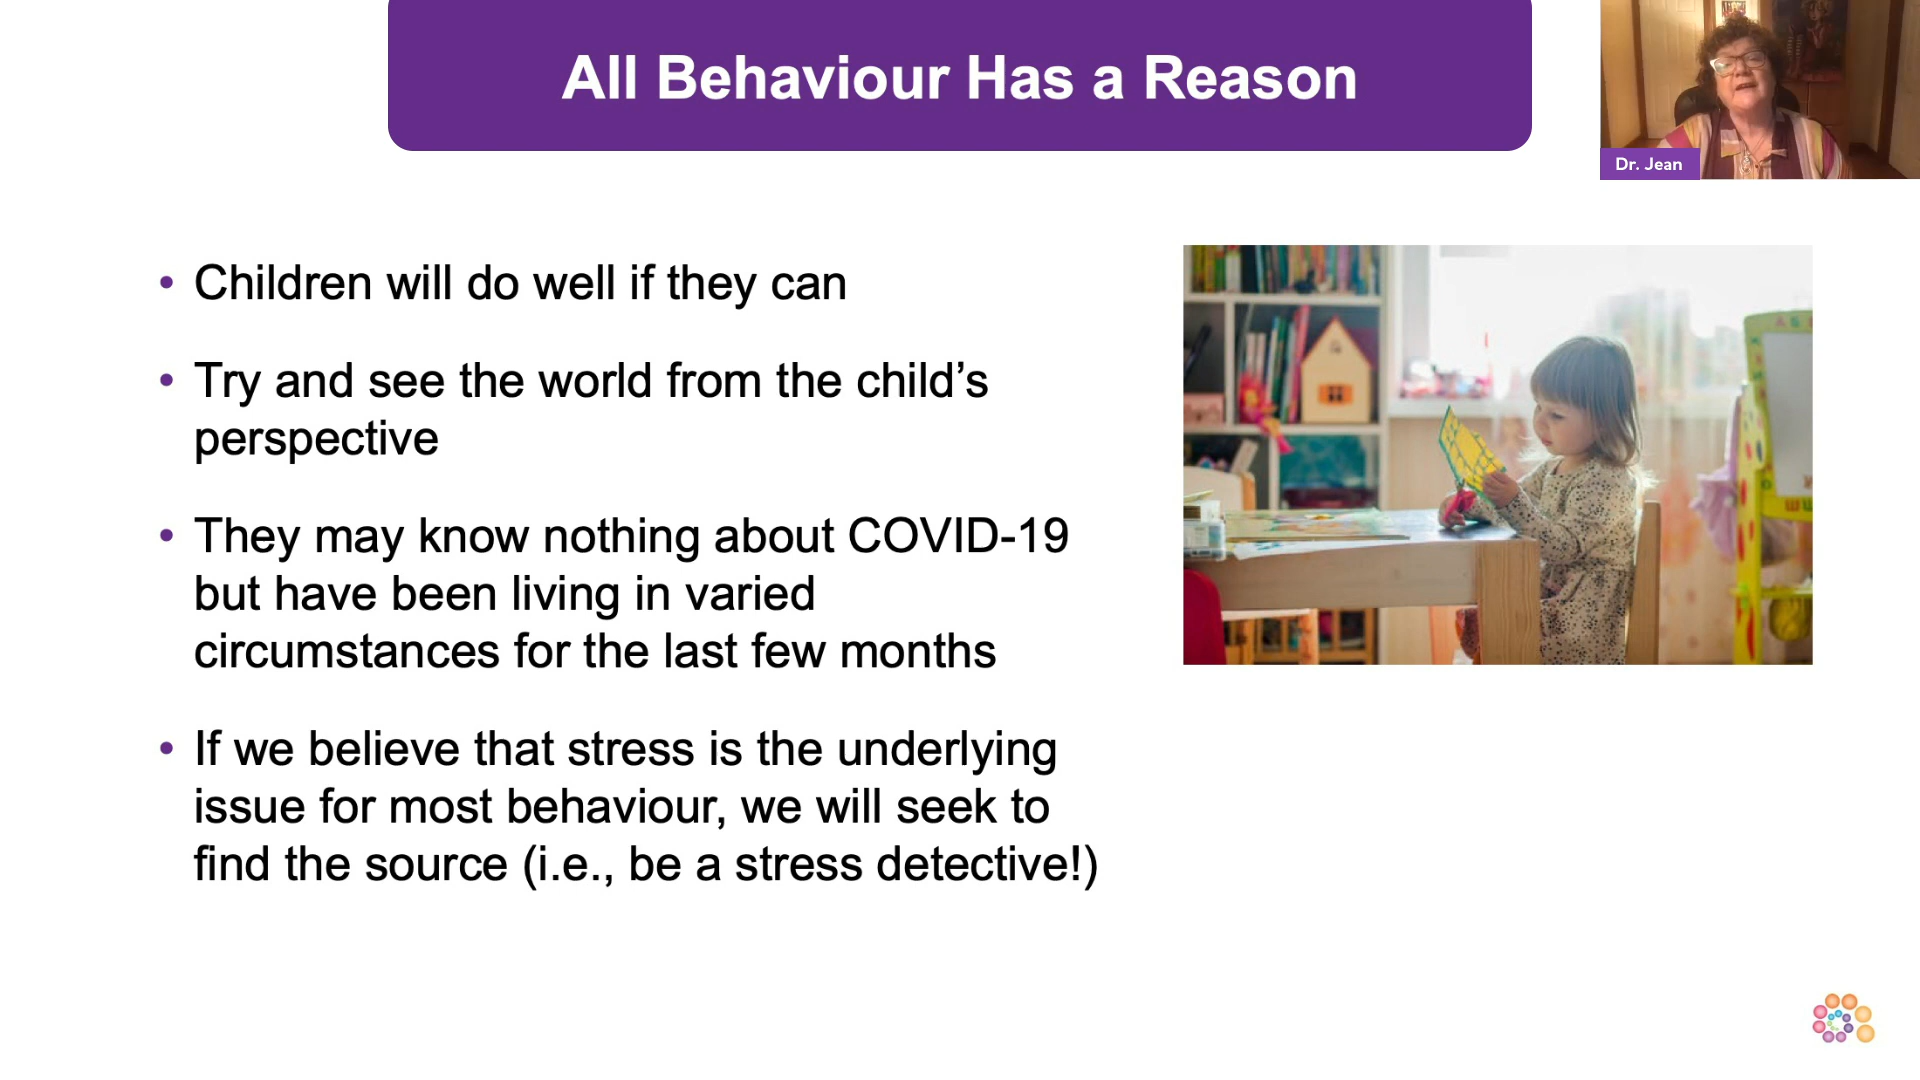 All Behaviour Has a Reason
Dr. Jean
• Children will do well if they can
• Try and see the world from the child’s
perspective
• They may know nothing about COVID-19
but have been living in varied
circumstances for the last few months
• If we believe that stress is the underlying
issue for most behaviour, we will seek to
find the source (i.e., be a stress detective!)